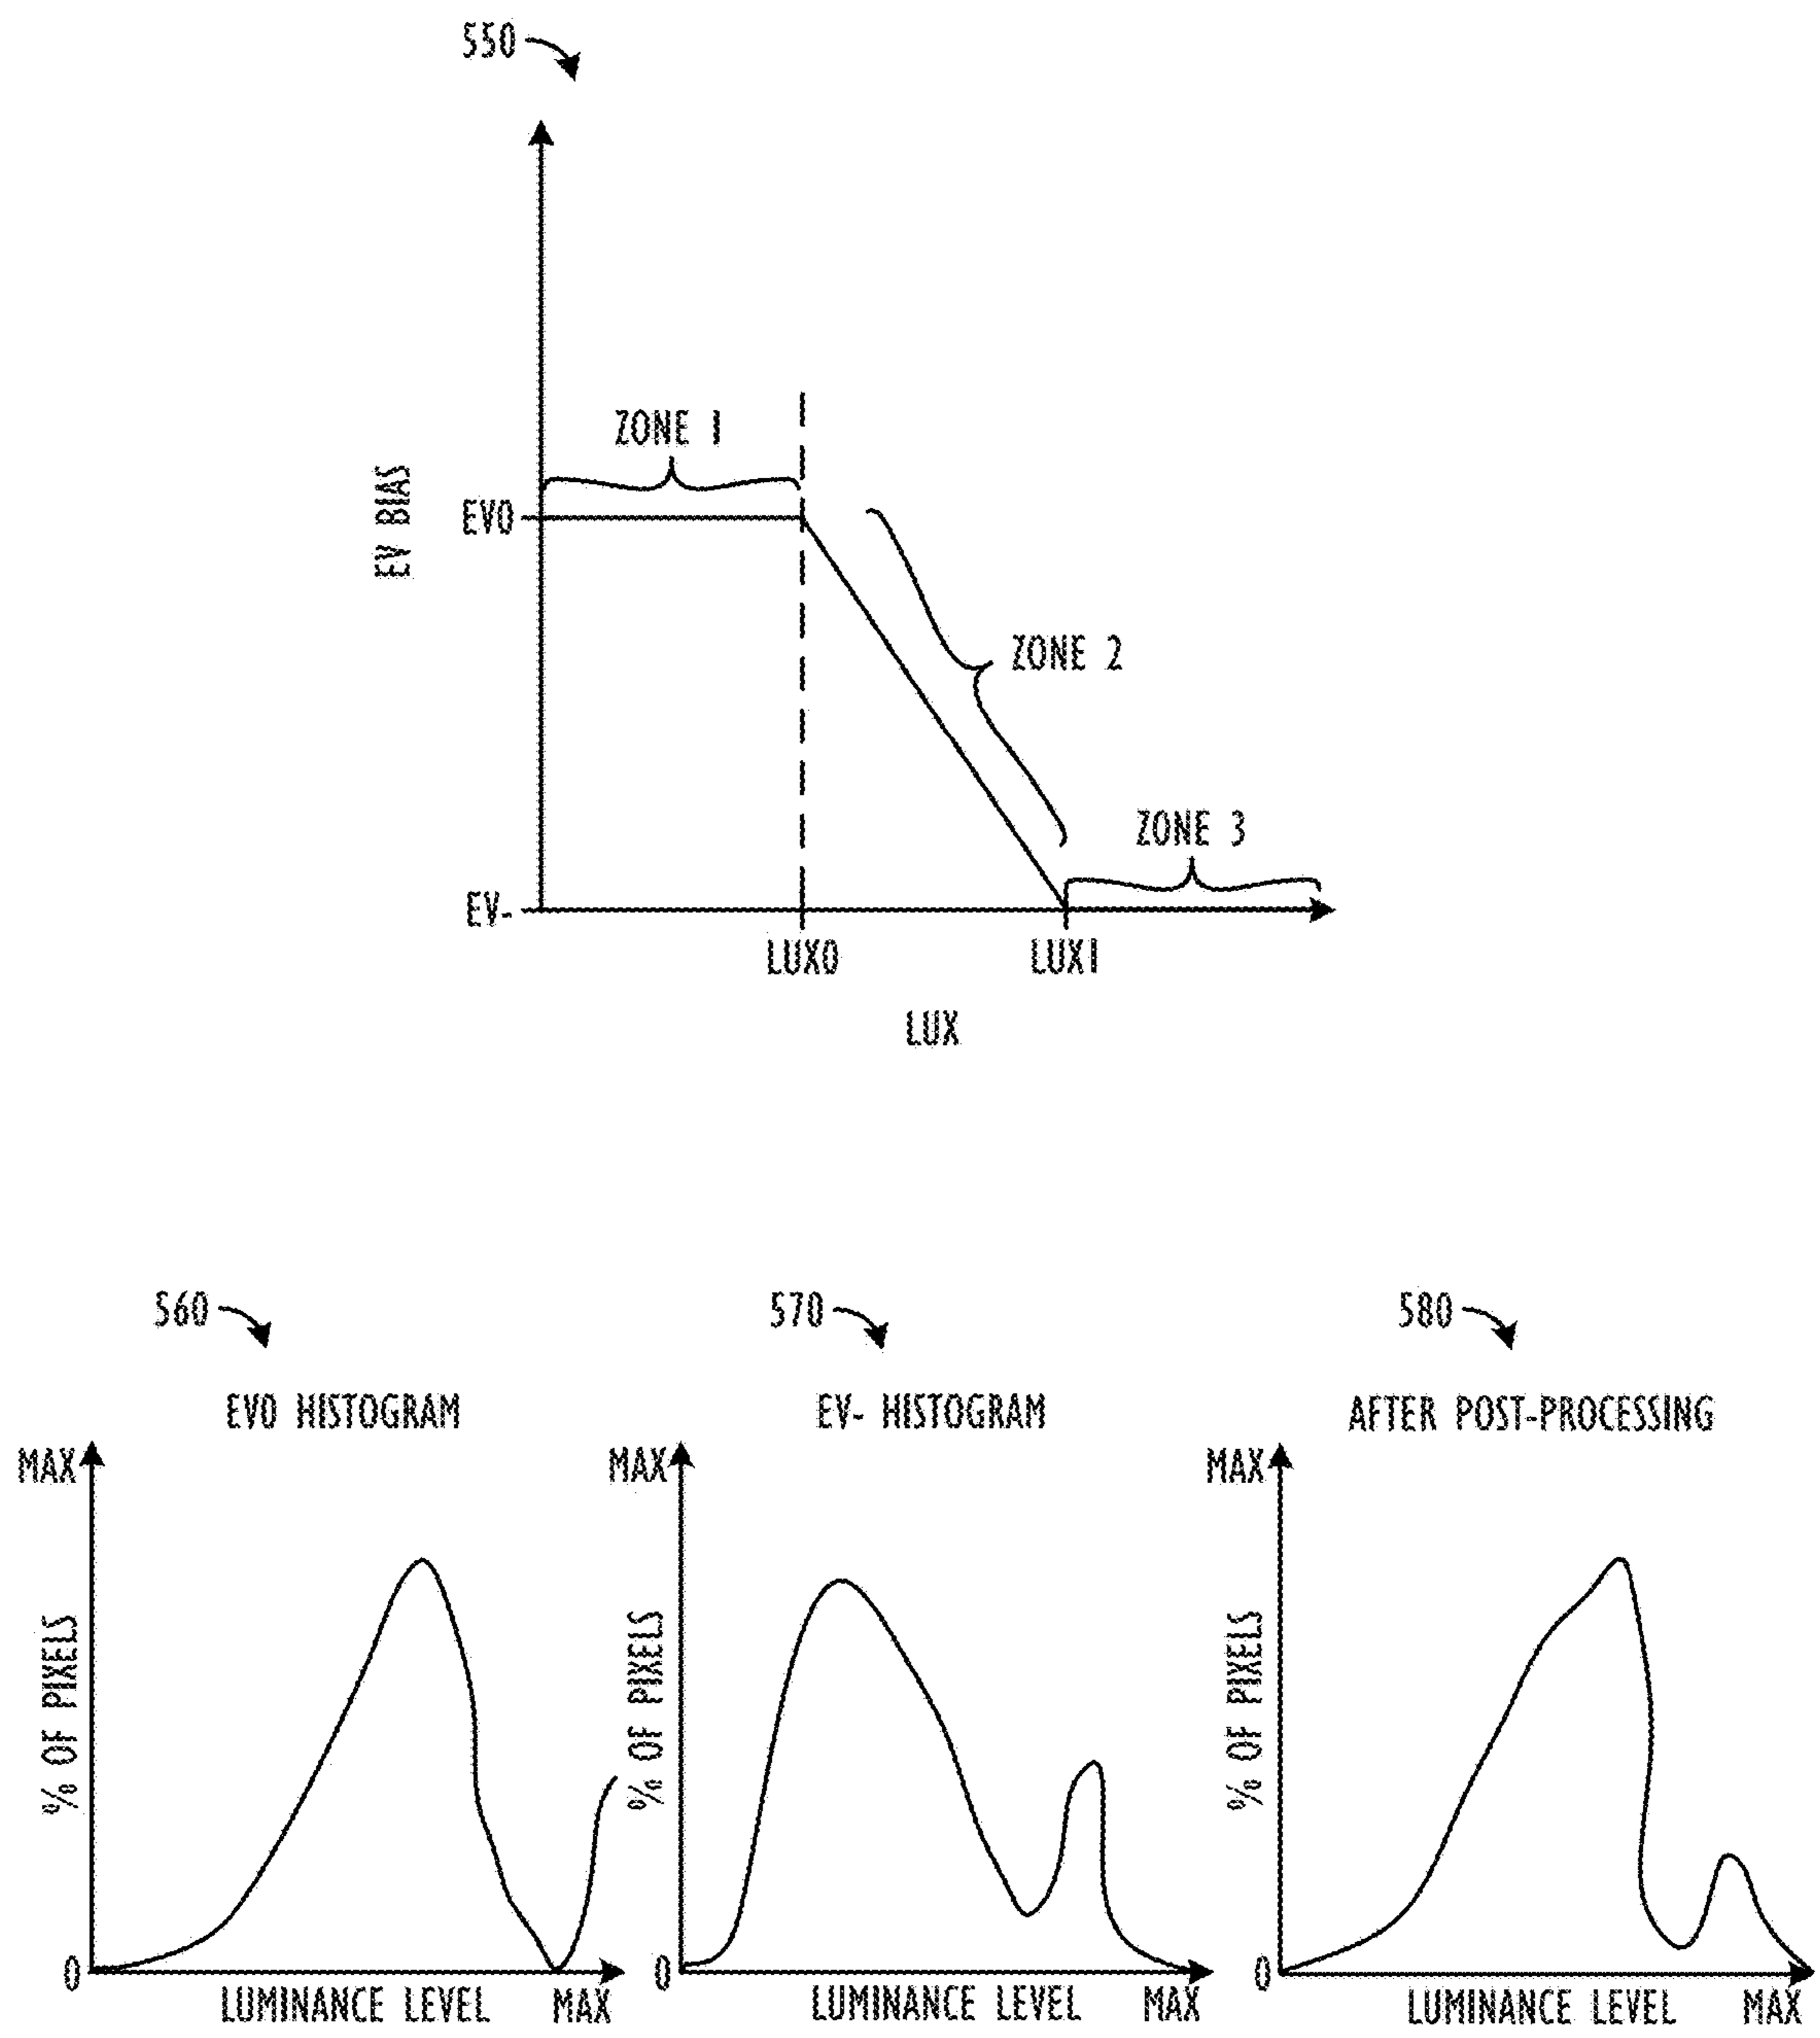 550
ZONE 1
EV BIAS
EV0
ZONE 2
ZONE 3
EV-
LUX0
LUX1
LUX
560
EV0 HISTOGRAM
MAX
% OF PIXELS
0
LUMINANCE LEVEL
MAX
570
EV- HISTOGRAM
MAX
% OF PIXELS
0
LUMINANCE LEVEL
MAX
580
AFTER POST-PROCESSING
MAX
% OF PIXELS
0
LUMINANCE LEVEL
MAX